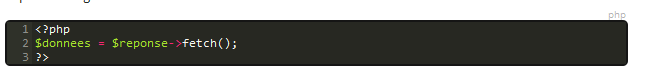 php
1 <?php
2 $donnees = $reponse->fetch();
3 ?>